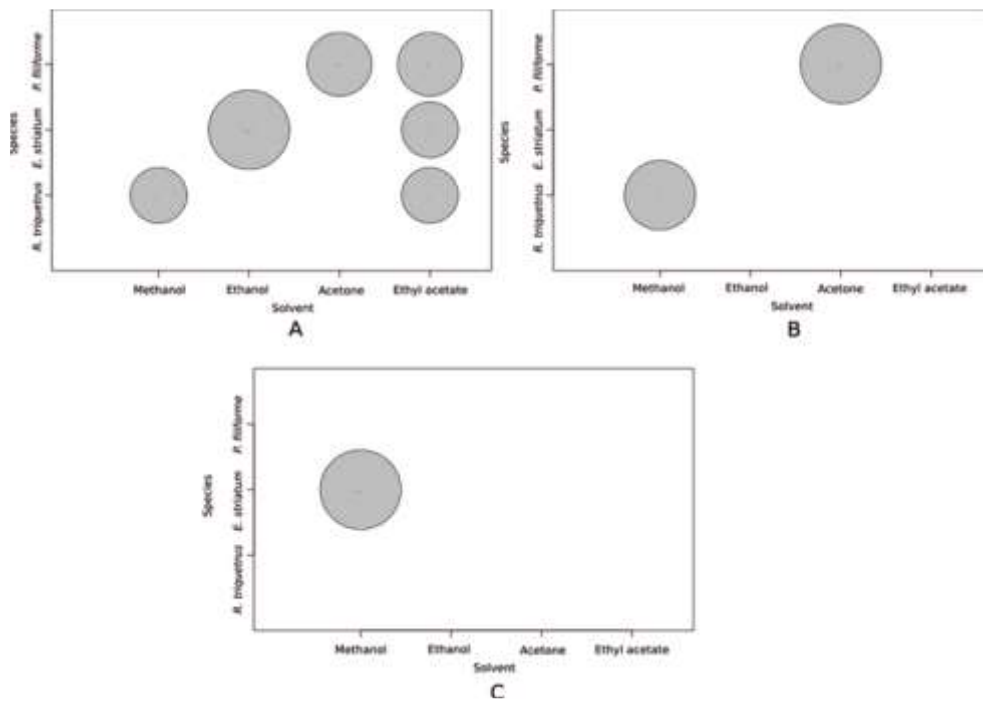 Species
R. triquetrus E. striatum P. filiforme
Methanol Ethanol Acetone Ethyl acetate
Solvent
A
Species
R. triquetrus E. striatum P. filiforme
Methanol Ethanol Acetone Ethyl acetate
Solvent
B
Species
R. triquetrus E. striatum P. filiforme
Methanol Ethanol Acetone Ethyl acetate
Solvent
C